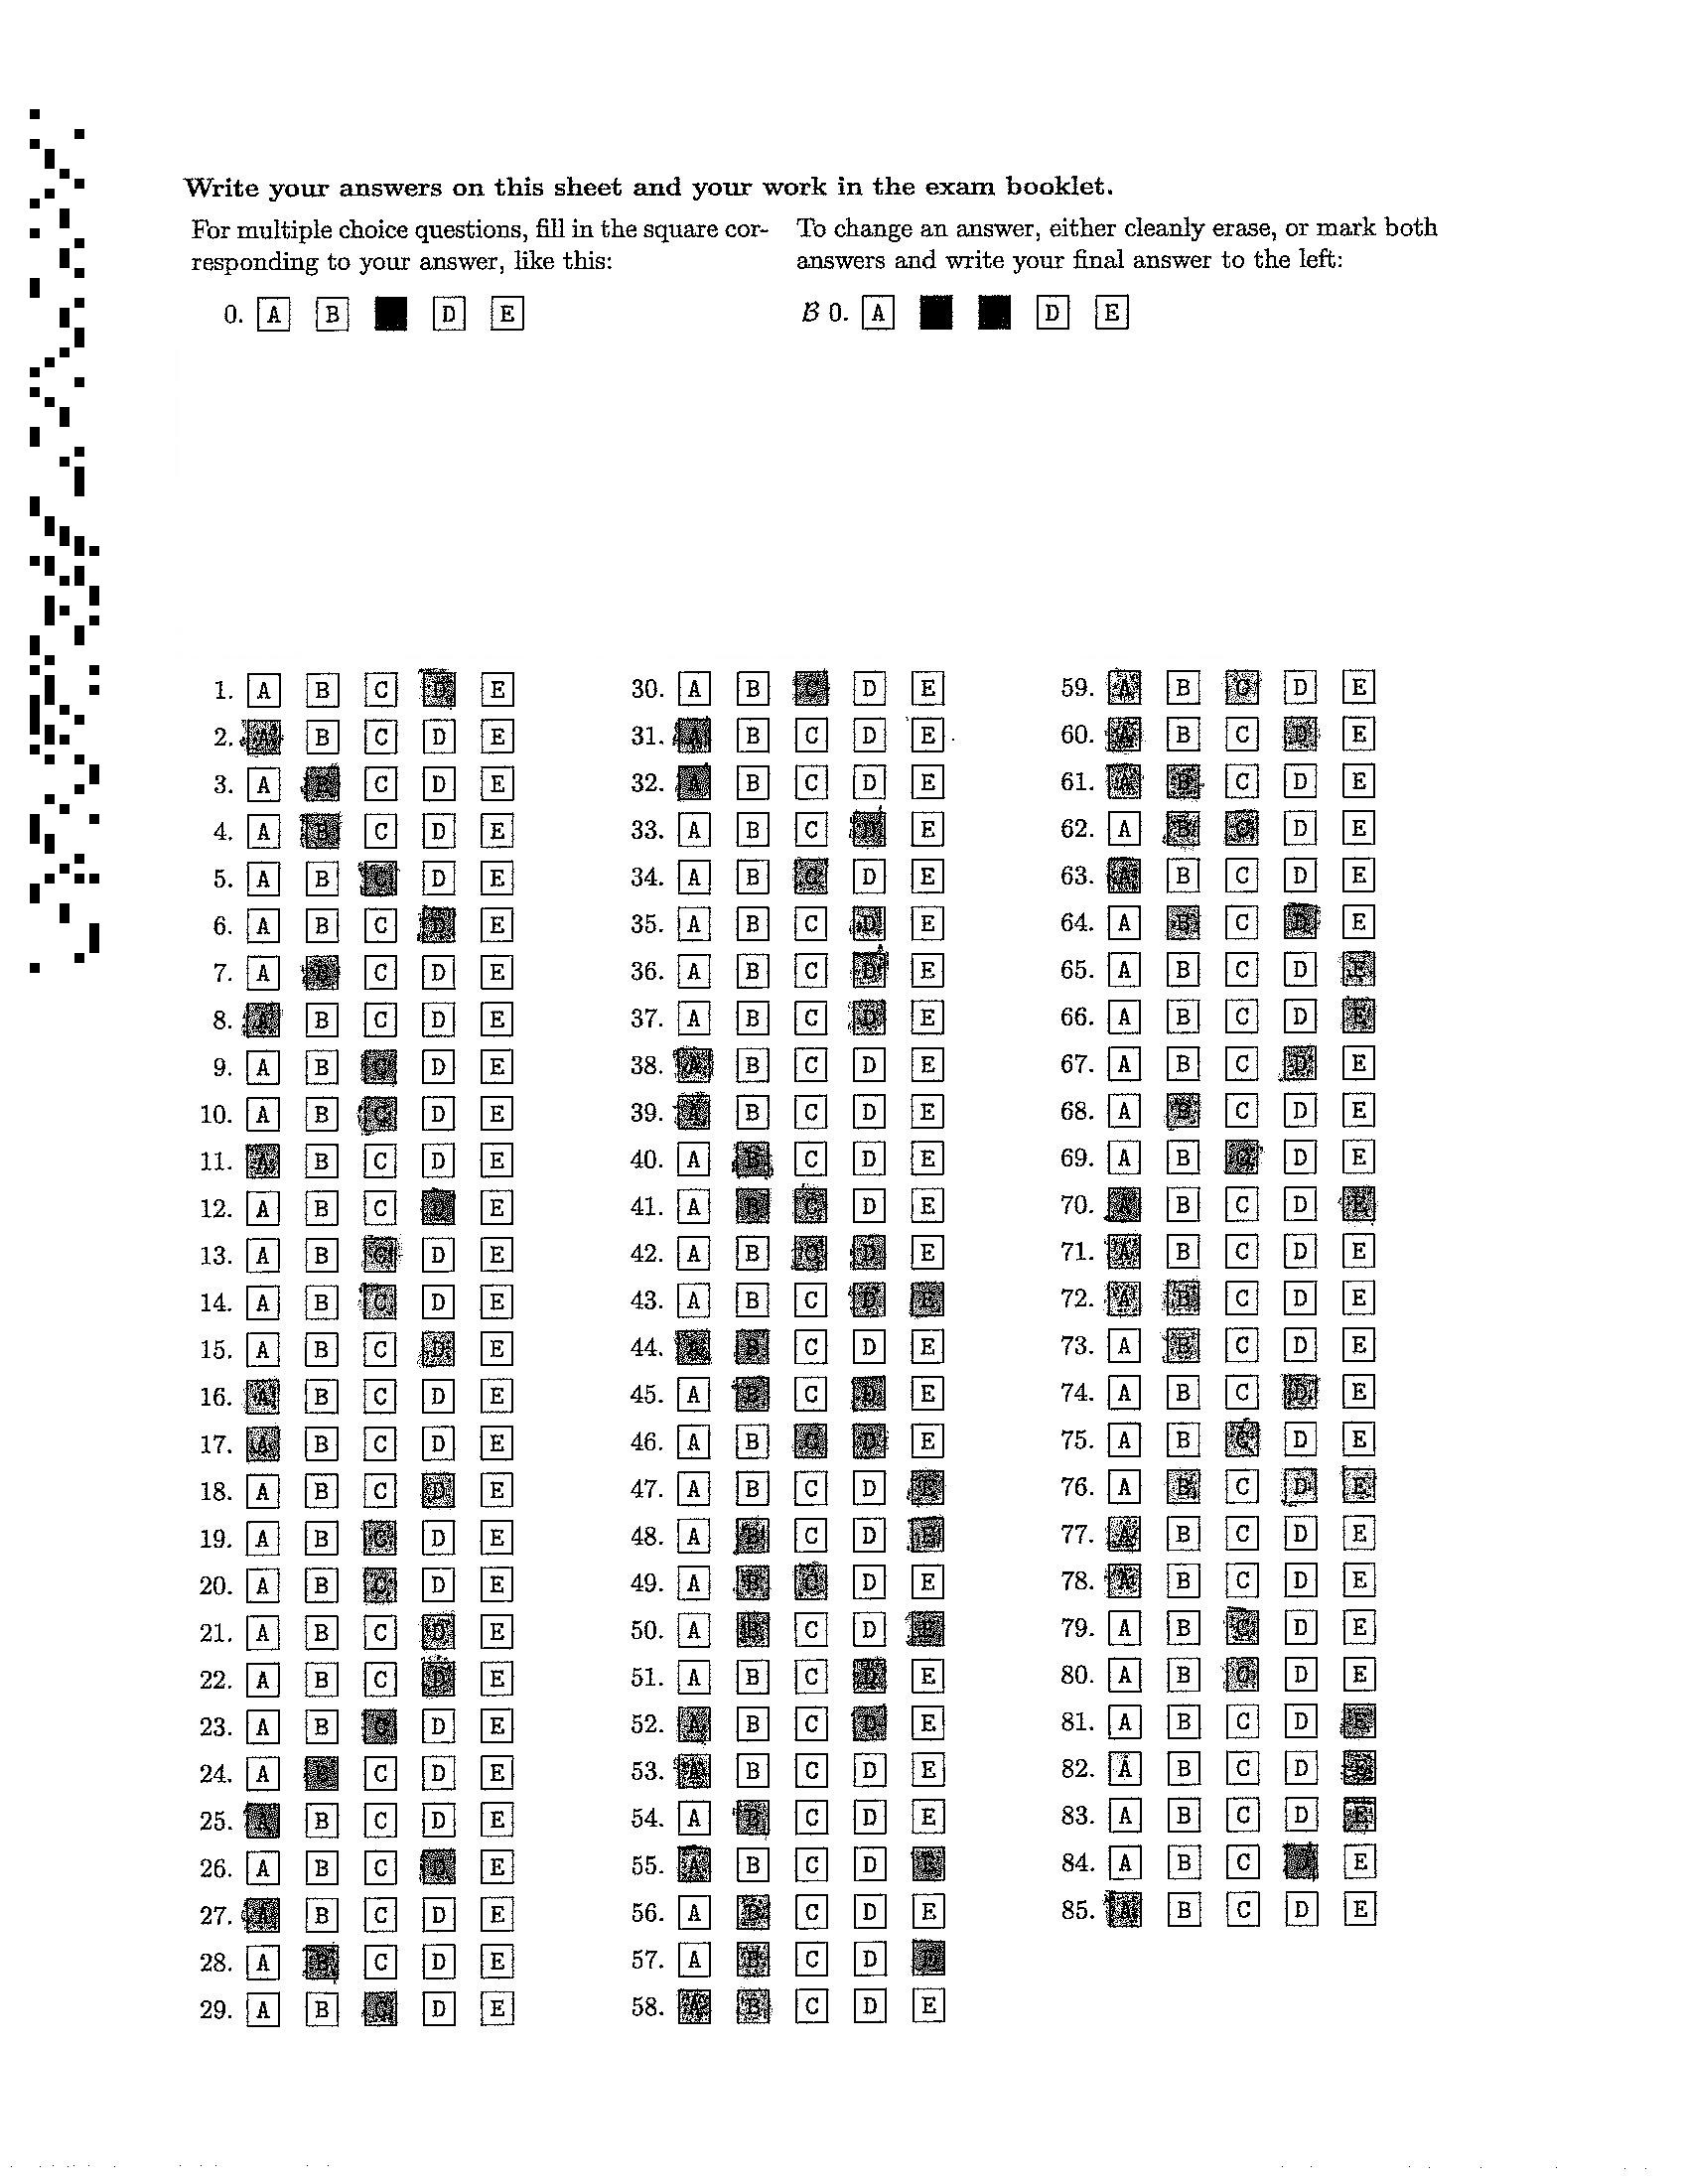 Write your answers on this sheet and your work in the exam booklet.
For multiple choice questions, fill in the square cor-
responding to your answer, like this:
To change an answer, either cleanly erase, or mark both
answers and write your final answer to the left:
0. A B D E
B 0. A D E
1. A B C D E
2. A B C D E
3. A B C D E
4. A B C D E
5. A B C D E
6. A B C D E
7. A B C D E
8. A B C D E
9. A B C D E
10. A B C D E
11. A B C D E
12. A B C D E
13. A B C D E
14. A B C D E
15. A B C D E
16. A B C D E
17. A B C D E
18. A B C D E
19. A B C D E
20. A B C D E
21. A B C D E
22. A B C D E
23. A B C D E
24. A B C D E
25. A B C D E
26. A B C D E
27. A B C D E
28. A B C D E
29. A B C D E
30. A B C D E
31. A B C D E
32. A B C D E
33. A B C D E
34. A B C D E
35. A B C D E
36. A B C D E
37. A B C D E
38. A B C D E
39. A B C D E
40. A B C D E
41. A B C D E
42. A B C D E
43. A B C D E
44. A B C D E
45. A B C D E
46. A B C D E
47. A B C D E
48. A B C D E
49. A B C D E
50. A B C D E
51. A B C D E
52. A B C D E
53. A B C D E
54. A B C D E
55. A B C D E
56. A B C D E
57. A B C D E
58. A B C D E
59. A B C D E
60. A B C D E
61. A B C D E
62. A B C D E
63. A B C D E
64. A B C D E
65. A B C D E
66. A B C D E
67. A B C D E
68. A B C D E
69. A B C D E
70. A B C D E
71. A B C D E
72. A B C D E
73. A B C D E
74. A B C D E
75. A B C D E
76. A B C D E
77. A B C D E
78. A B C D E
79. A B C D E
80. A B C D E
81. A B C D E
82. A B C D E
83. A B C D E
84. A B C D E
85. A B C D E